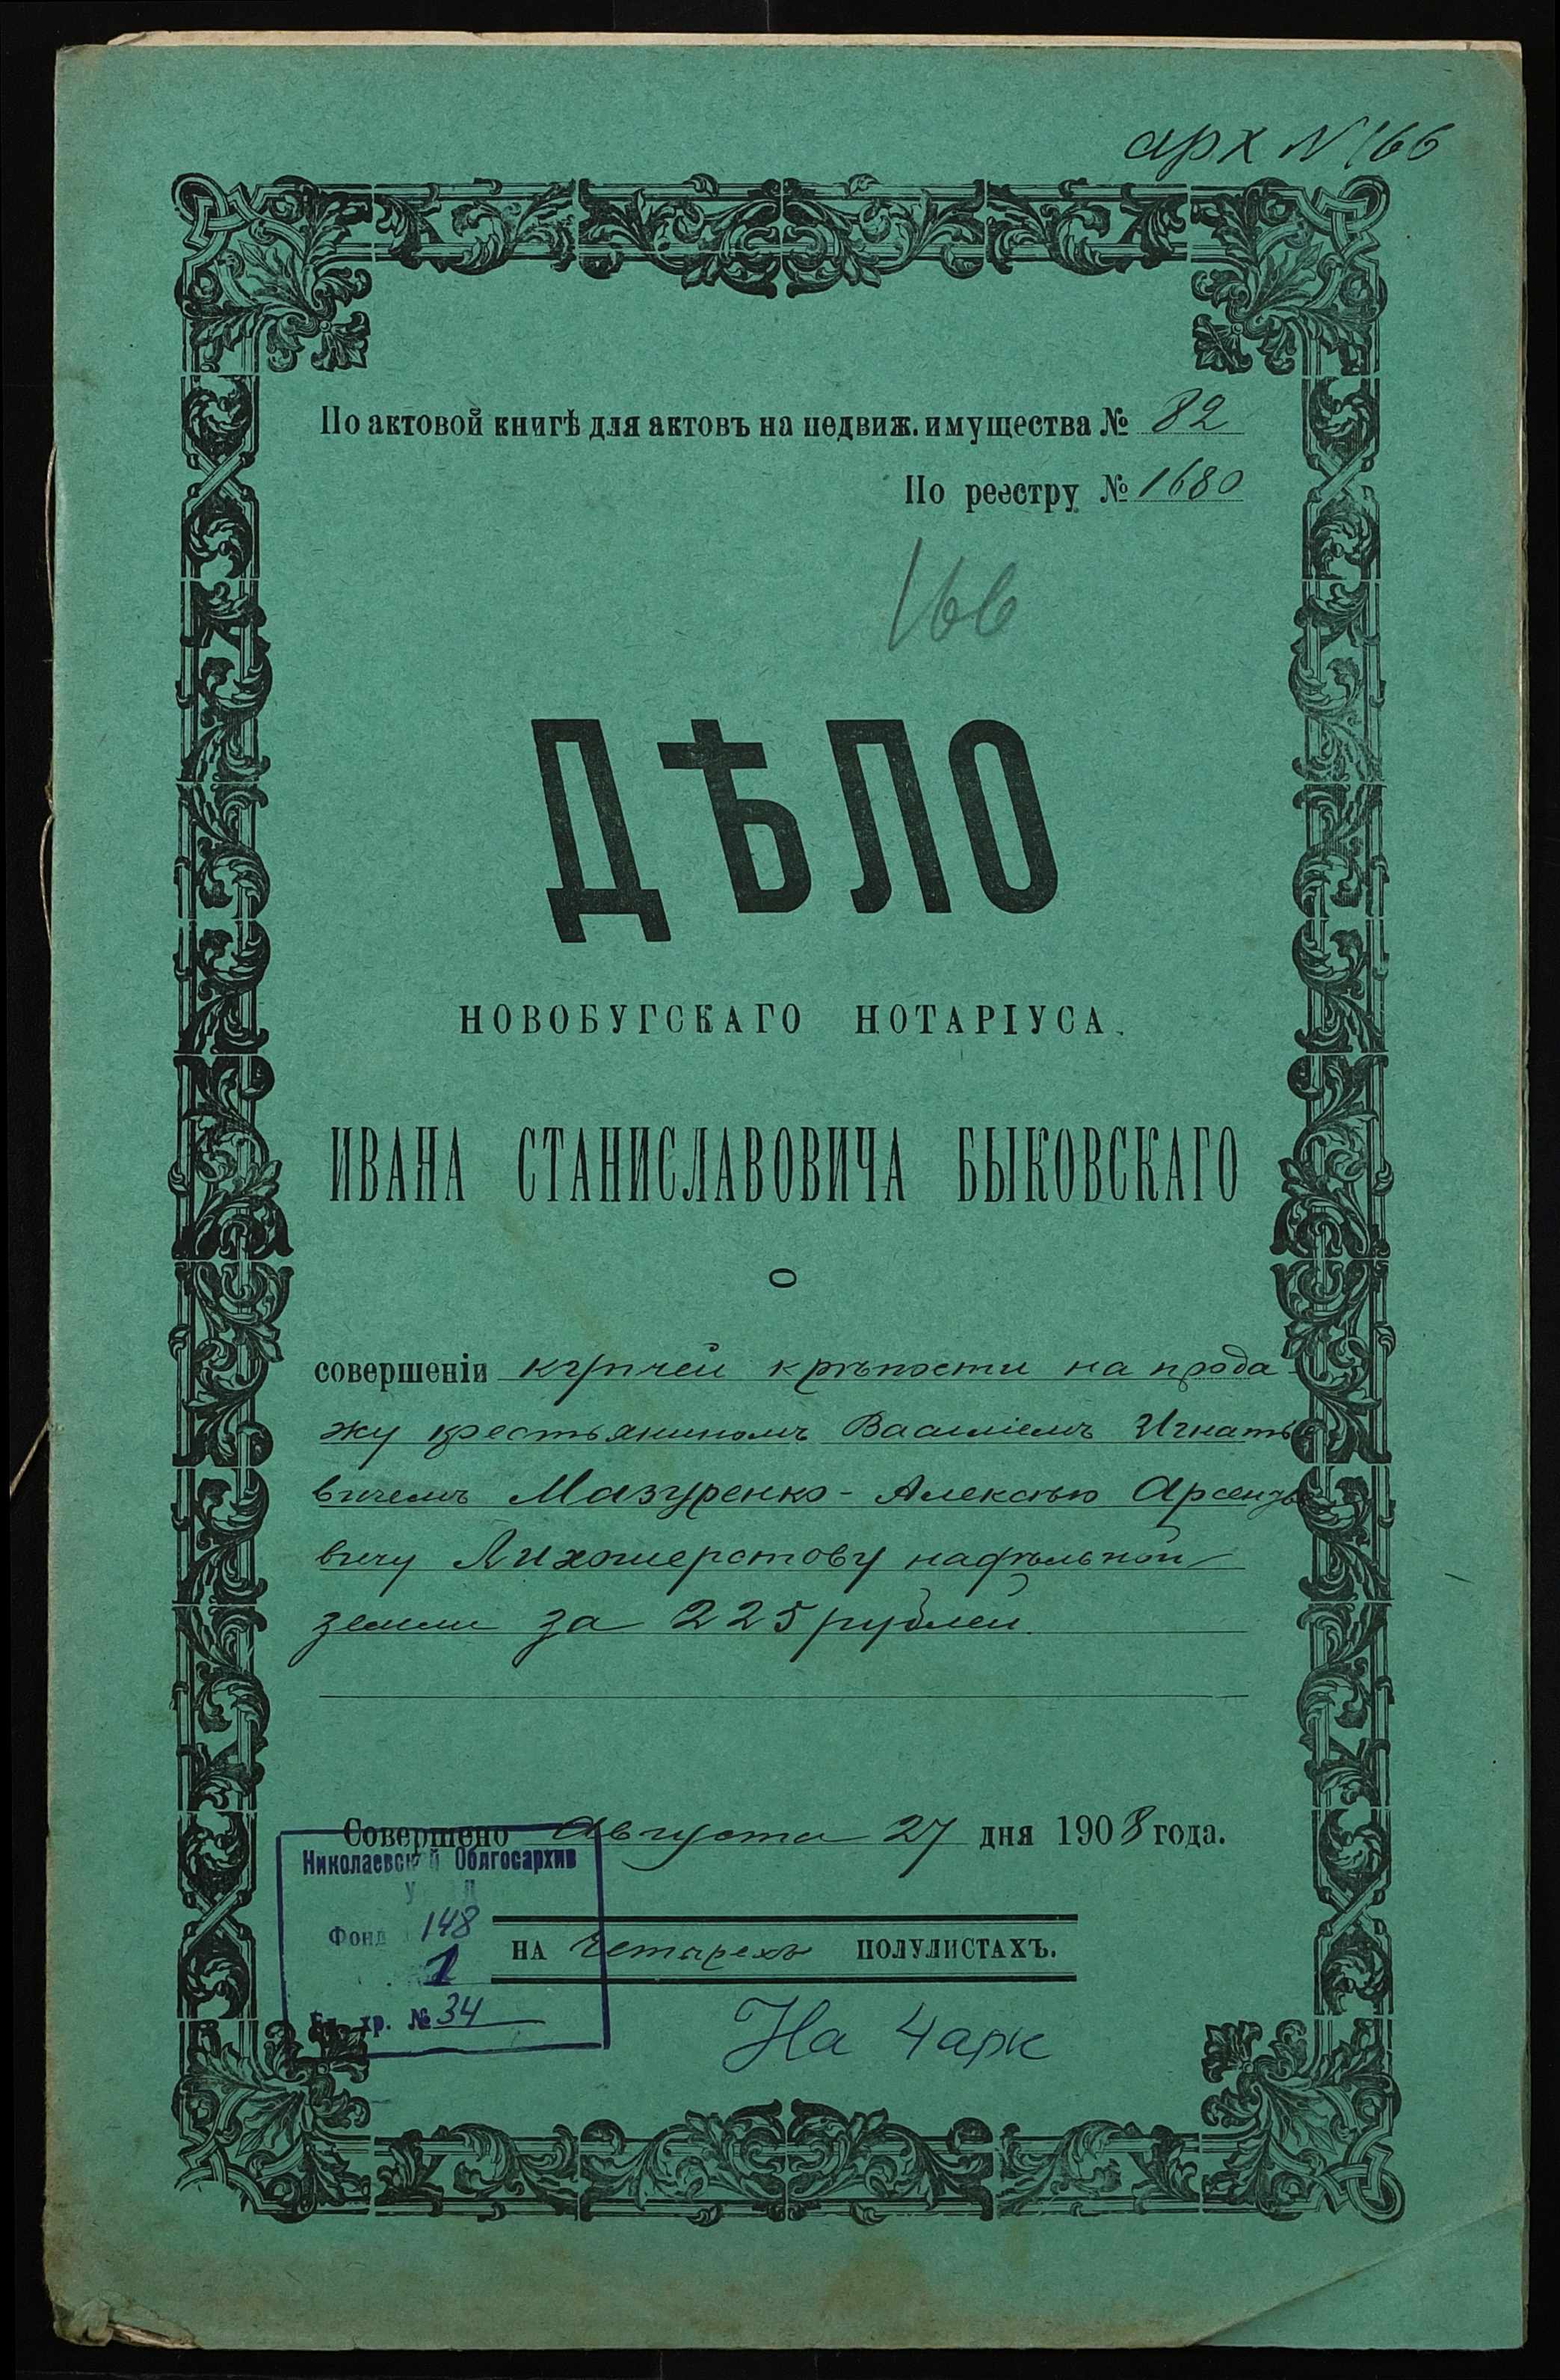 арх N 166
По актовой книгѣ для актовъ на недвиж. имущества № 82
По реестру № 1680
166
ДѢЛО
НОВОБУГСКАГО НОТАРІУСА
ИВАНА СТАНИСЛАВОВИЧА БЫКОВСКАГО
О
совершеніи купчей крѣпости на прода-
жу крестьяниномъ Василіемъ Игнатье
вичемъ Мазуренко - Алексѣю Арсенье
вичу Лихошерстову надѣльной
земли за 225 рублей.
Совершено Августа 27 дня 1908 года.
Николаевский Облгосархив
Фонд 148
1
НА четырехъ ПОЛУЛИСТАХЪ.
Ед. хр. № 34
На 4 арк